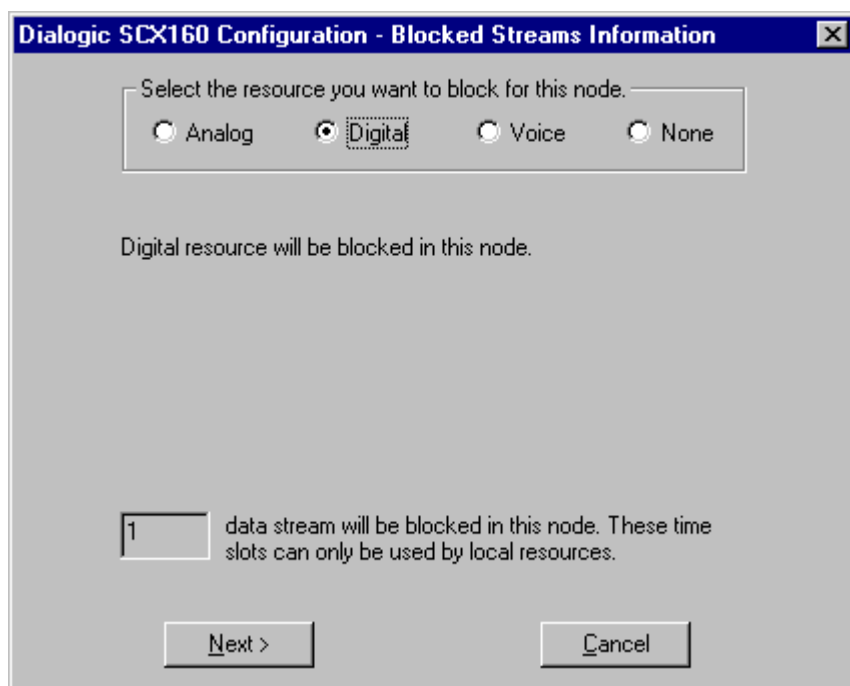 Dialogic SCX160 Configuration - Blocked Streams Information
Select the resource you want to block for this node.
Analog Digital Voice None
Digital resource will be blocked in this node.
1 data stream will be blocked in this node. These time
slots can only be used by local resources.
Next > Cancel